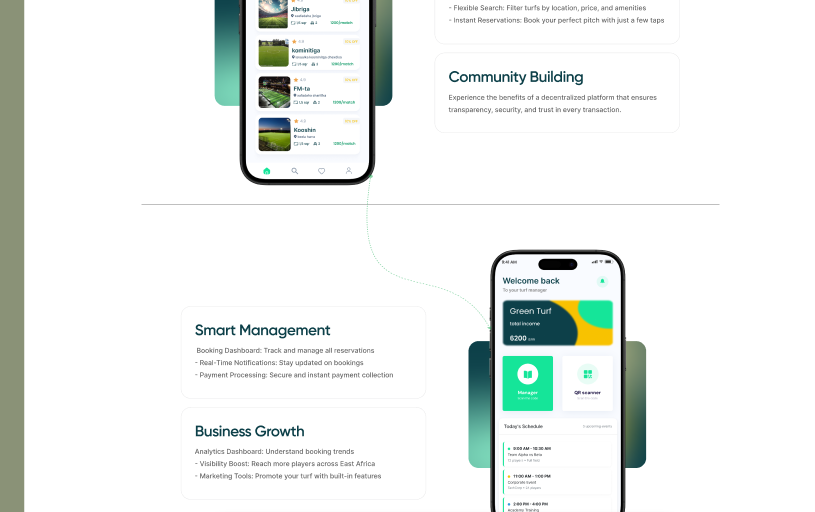 - Flexible Search: Filter turfs by location, price, and amenities
- Instant Reservations: Book your perfect pitch with just a few taps
Community Building
Experience the benefits of a decentralized platform that ensures
transparency, security, and trust in every transaction.
Jibriga
kominitiga
FM-ta
Kooshin
Smart Management
Booking Dashboard: Track and manage all reservations
- Real-Time Notifications: Stay updated on bookings
- Payment Processing: Secure and instant payment collection
Business Growth
Analytics Dashboard: Understand booking trends
- Visibility Boost: Reach more players across East Africa
- Marketing Tools: Promote your turf with built-in features
9:41 AM
Welcome back
To your turf manager
Green Turf
total income
6200
Manager
QR scanner
Today's Schedule
9:00 AM - 10:30 AM
Team Alpha vs Beta
11:00 AM - 1:00 PM
Corporate Event
2:00 PM - 4:00 PM
Academy Training